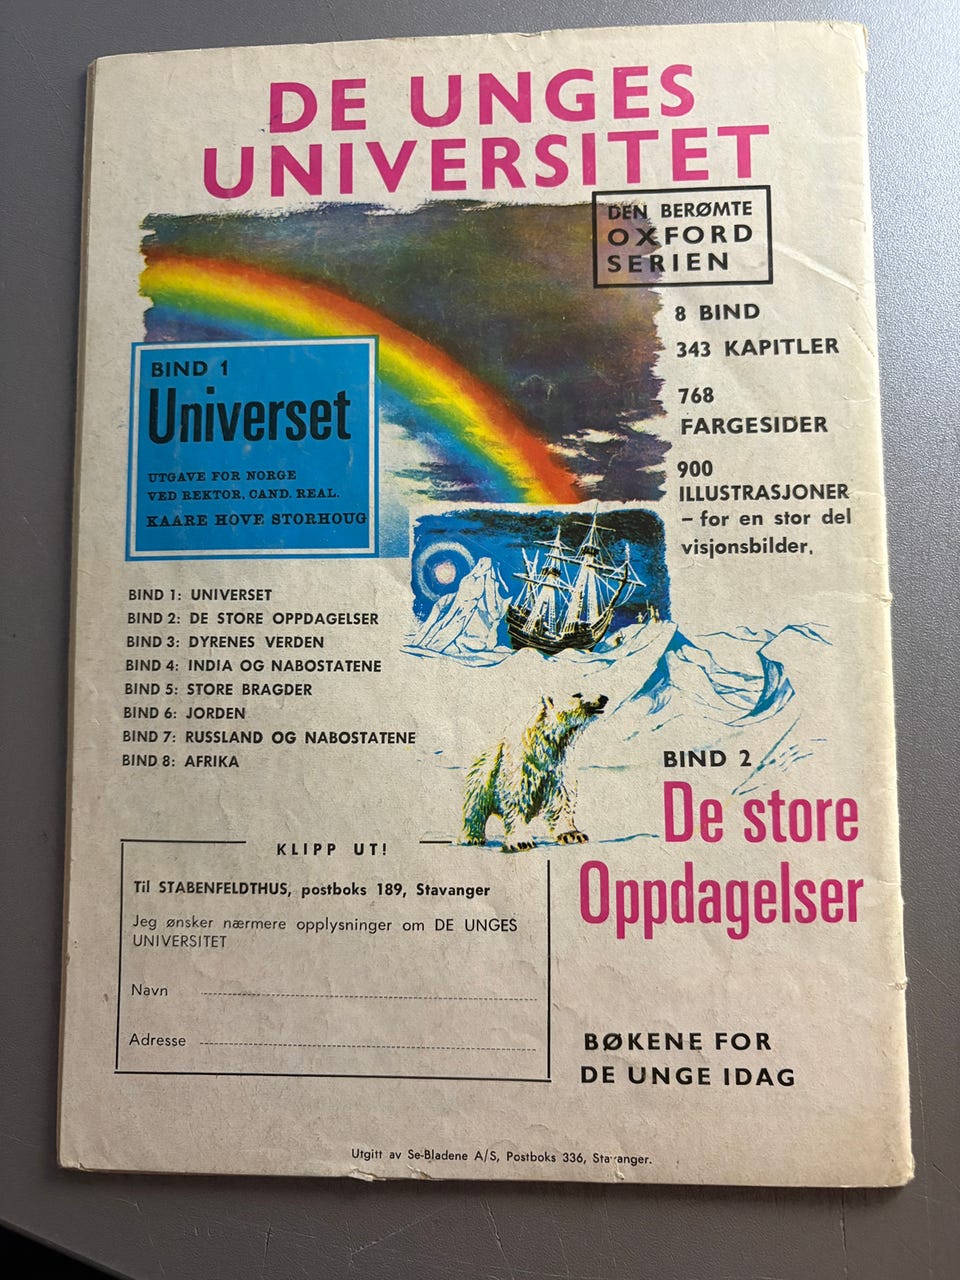 DE UNGES
UNIVERSITET
DEN BERØMTE
OXFORD
SERIEN
8 BIND
343 KAPITLER
768
FARGESIDER
900
ILLUSTRASJONER
– for en stor del
visjonsbilder.
BIND 1
Universet
UTGAVE FOR NORGE
VED REKTOR, CAND. REAL.
KAARE HOVE STORHOUG
BIND 1: UNIVERSET
BIND 2: DE STORE OPPDAGELSER
BIND 3: DYRENES VERDEN
BIND 4: INDIA OG NABOSTATENE
BIND 5: STORE BRAGDER
BIND 6: JORDEN
BIND 7: RUSSLAND OG NABOSTATENE
BIND 8: AFRIKA
BIND 2
De store
Oppdagelser
KLIPP UT!
Til STABENFELDTHUS, postboks 189, Stavanger
Jeg ønsker nærmere opplysninger om DE UNGES
UNIVERSITET
Navn
Adresse
BØKENE FOR
DE UNGE IDAG
Utgitt av Se-Bladene A/S, Postboks 336, Stavanger.